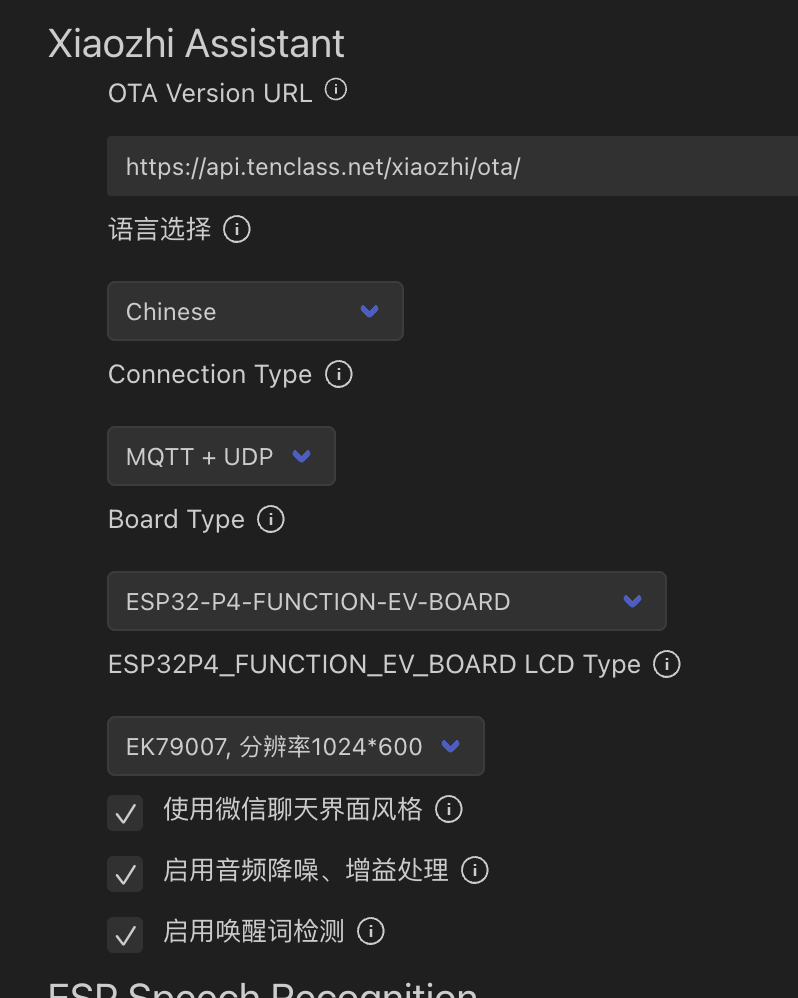 Xiaozhi Assistant
OTA Version URL
https://api.tenclass.net/xiaozhi/ota/
语言选择
Chinese
Connection Type
MQTT + UDP
Board Type
ESP32-P4-FUNCTION-EV-BOARD
ESP32P4_FUNCTION_EV_BOARD LCD Type
EK79007, 分辨率1024*600
使用微信聊天界面风格
启用音频降噪、增益处理
启用唤醒词检测
ESP Speech Recognition